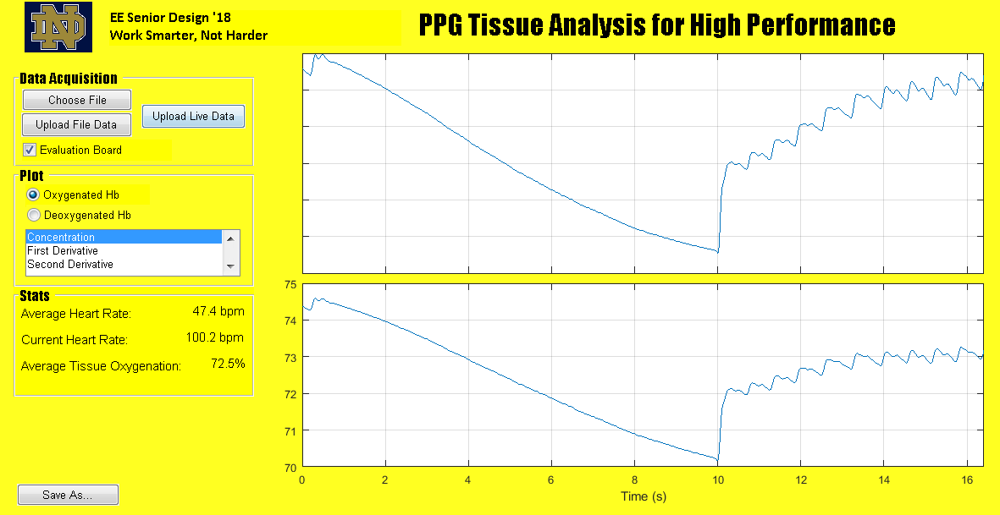 EE Senior Design '18
Work Smarter, Not Harder
PPG Tissue Analysis for High Performance
Data Acquisition
Choose File
Upload File Data
Upload Live Data
Evaluation Board
Plot
Oxygenated Hb
Deoxygenated Hb
Concentration
First Derivative
Second Derivative
Stats
Average Heart Rate: 47.4 bpm
Current Heart Rate: 100.2 bpm
Average Tissue Oxygenation: 72.5%
Save As...
75
74
73
72
71
70
0 2 4 6 8 10 12 14 16
Time (s)
ND